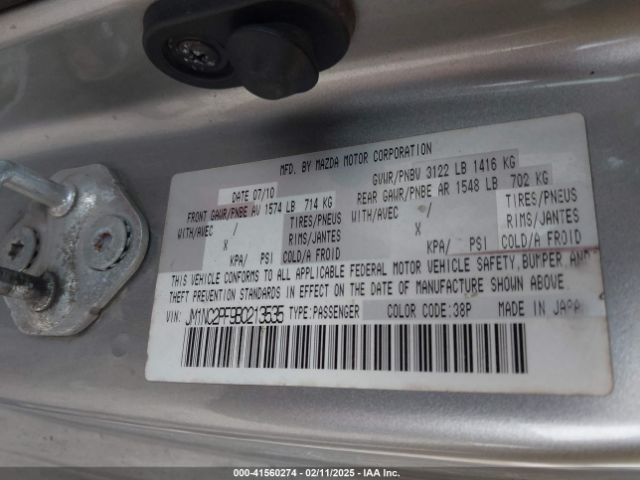 MFD. BY MAZDA MOTOR CORPORATION
DATE 07/10 GVWR/PNBV 3122 LB 1416 KG
FRONT GAWR/PNBE AV 1574 LB 714 KG REAR GAWR/PNBE AR 1548 LB 702 KG
WITH/AVEC / TIRES/PNEUS WITH/AVEC / TIRES/PNEUS
X RIMS/JANTES X RIMS/JANTES
KPA/ PSI COLD/A FROID KPA/ PSI COLD/A FROID
THIS VEHICLE CONFORMS TO ALL APPLICABLE FEDERAL MOTOR VEHICLE SAFETY, BUMPER AND
THEFT PREVENTION STANDARDS IN EFFECT ON THE DATE OF MANUFACTURE SHOWN ABOVE.
VIN: JM1NC2PF9B0213535 TYPE: PASSENGER COLOR CODE: 38P MADE IN JAPA
000-41560274 - 02/11/2025 - IAA Inc.